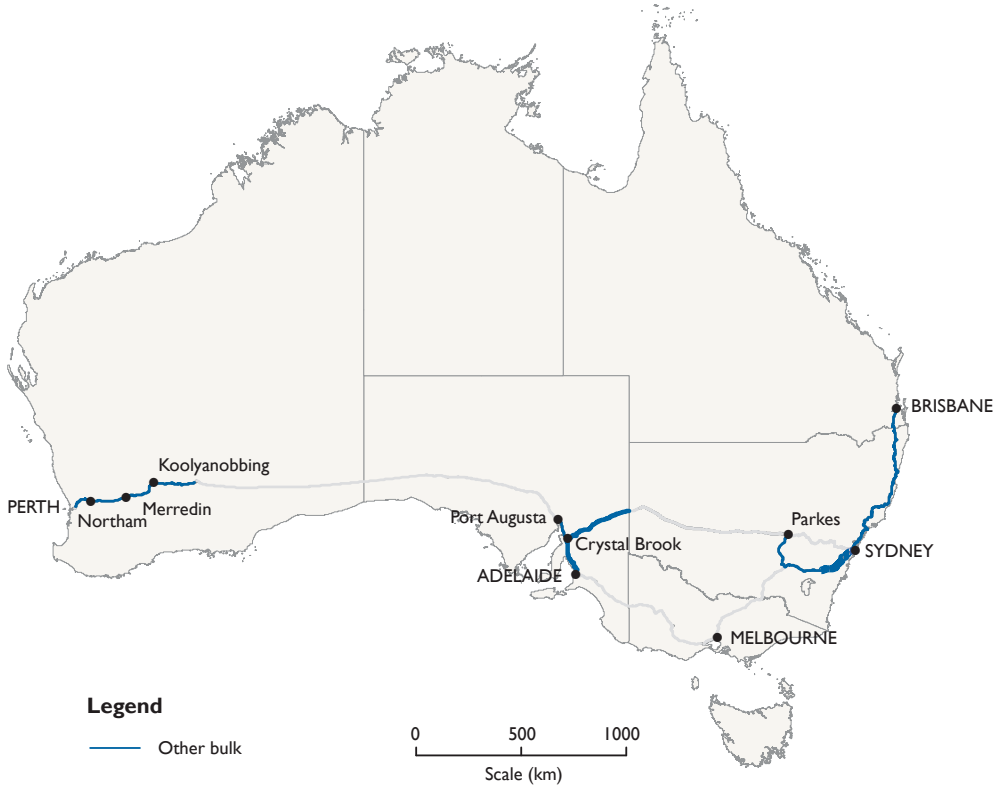 BRISBANE
Koolyanobbing
PERTH
Merredin
Northam
Port Augusta
Parkes
Crystal Brook
SYDNEY
ADELAIDE
MELBOURNE
Legend
Other bulk
0 500 1000
Scale (km)